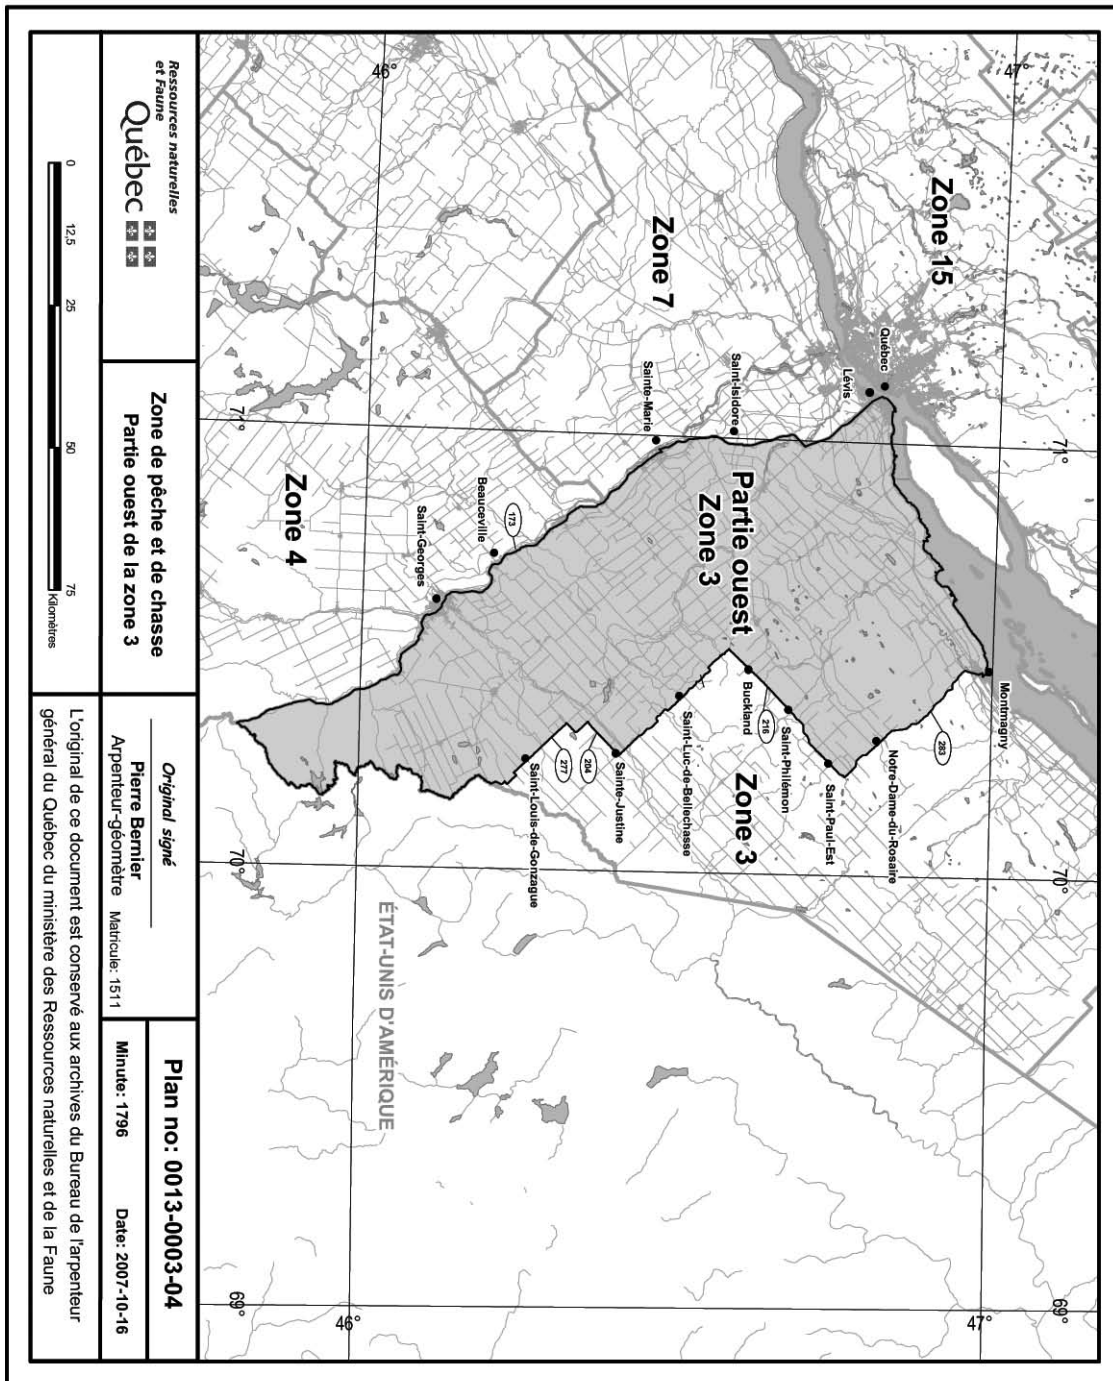 47°
46°
Zone 15
Zone 7
Québec
Lévis
Saint-Isidore
Sainte-Marie
71°
71°
Montmagny
283
Partie ouest
Zone 3
Notre-Dame-du-Rosaire
Saint-Paul-Est
Saint-Philémon
216
Buckland
Zone 3
Saint-Luc-de-Bellechasse
Sainte-Justine
204
277
Saint-Louis-de-Gonzague
173
Beauceville
Saint-Georges
Zone 4
70°
70°
ÉTAT-UNIS D'AMÉRIQUE
69°
69°
47°
46°
Ressources naturelles
et Faune
Québec
0 12,5 25 50 75
Kilomètres
Zone de pêche et de chasse
Partie ouest de la zone 3
Original signé
Pierre Bernier
Arpenteur-géomètre Matricule: 1511
Plan no: 0013-0003-04
Minute: 1796 Date: 2007-10-16
L'original de ce document est conservé aux archives du Bureau de l'arpenteur
général du Québec du ministère des Ressources naturelles et de la Faune